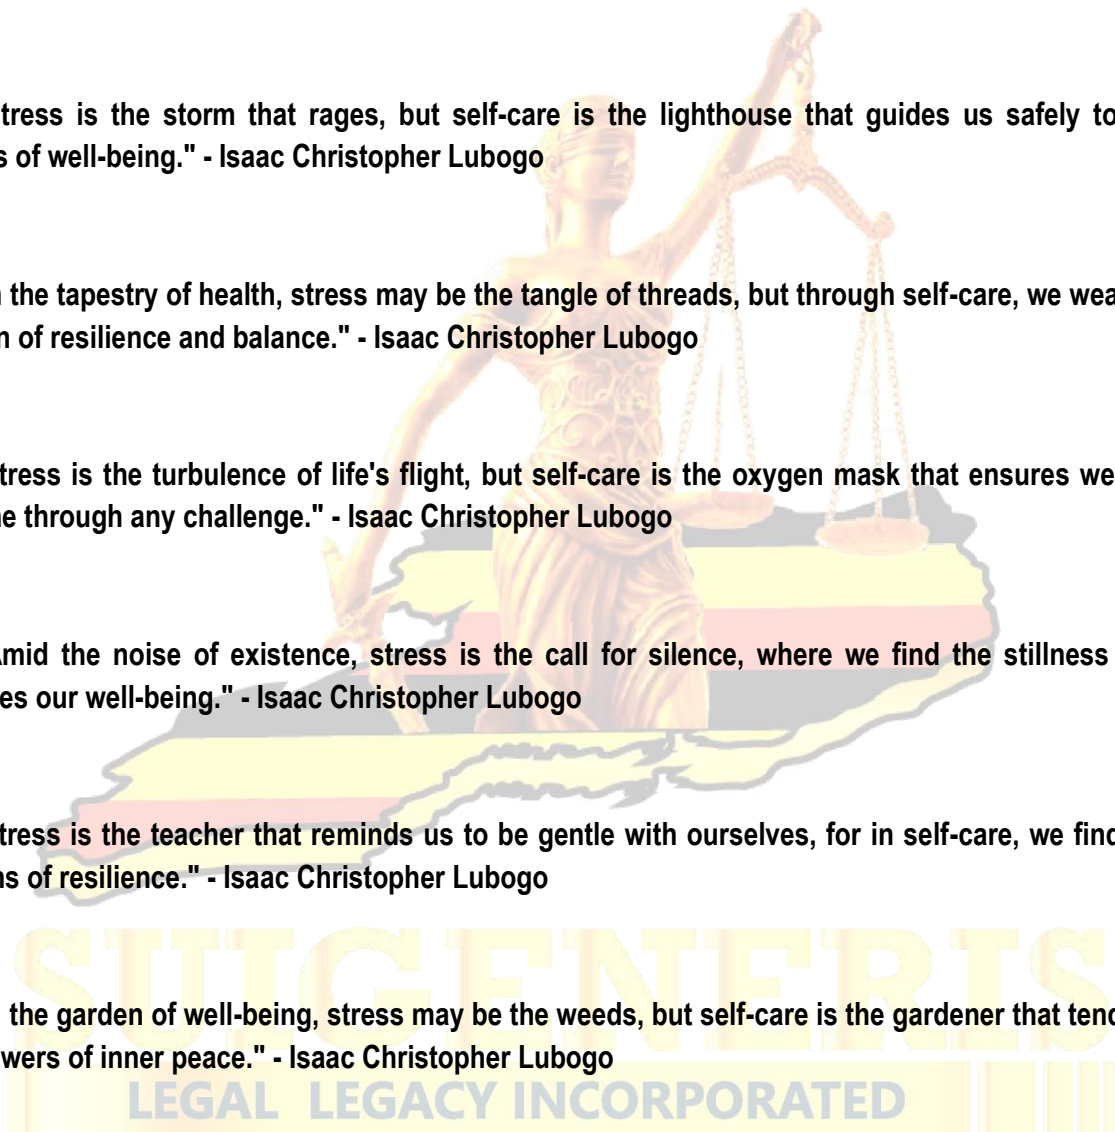 tress is the storm that rages, but self-care is the lighthouse that guides us safely to
s of well-being." - Isaac Christopher Lubogo
the tapestry of health, stress may be the tangle of threads, but through self-care, we wea
n of resilience and balance." - Isaac Christopher Lubogo
tress is the turbulence of life's flight, but self-care is the oxygen mask that ensures we
e through any challenge." - Isaac Christopher Lubogo
mid the noise of existence, stress is the call for silence, where we find the stillness
es our well-being." - Isaac Christopher Lubogo
tress is the teacher that reminds us to be gentle with ourselves, for in self-care, we find
ns of resilience." - Isaac Christopher Lubogo
the garden of well-being, stress may be the weeds, but self-care is the gardener that tend
wers of inner peace." - Isaac Christopher Lubogo
SUIGENERIS
LEGAL LEGACY INCORPORATED